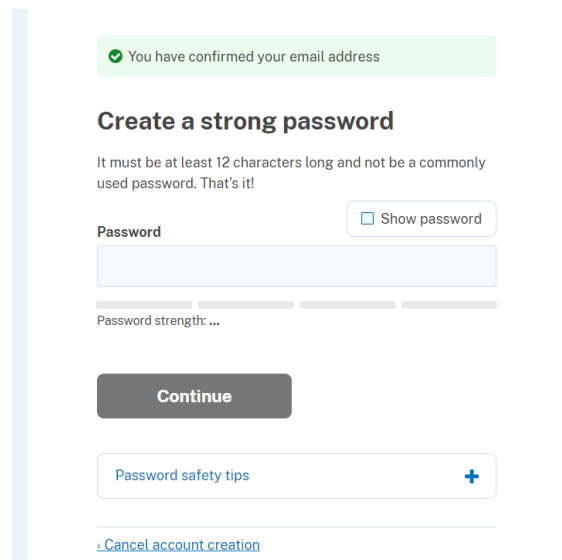 You have confirmed your email address
Create a strong password
It must be at least 12 characters long and not be a commonly
used password. That's it!
Show password
Password
Password strength: ...
Continue
Password safety tips
‹ Cancel account creation